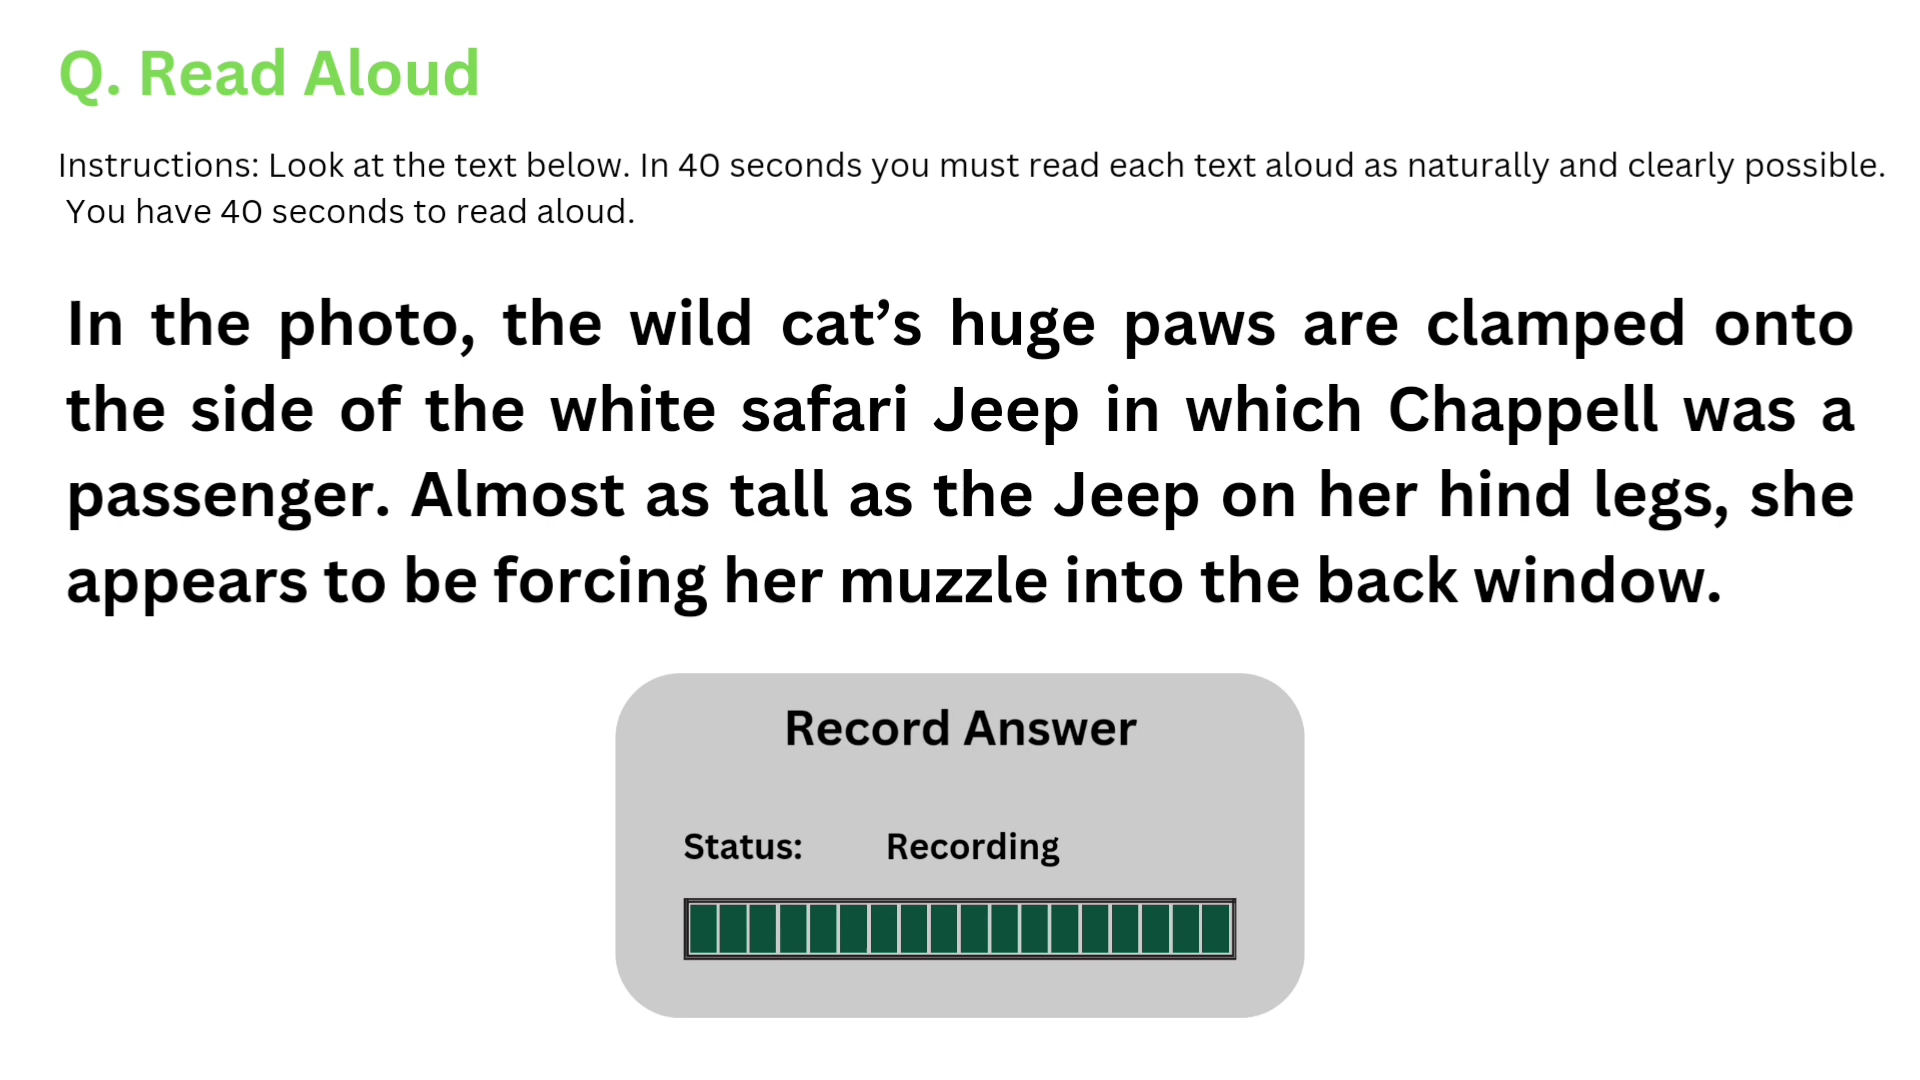 Q. Read Aloud
Instructions: Look at the text below. In 40 seconds you must read each text aloud as naturally and clearly possible.
You have 40 seconds to read aloud.
In the photo, the wild cat’s huge paws are clamped onto
the side of the white safari Jeep in which Chappell was a
passenger. Almost as tall as the Jeep on her hind legs, she
appears to be forcing her muzzle into the back window.
Record Answer
Status: Recording